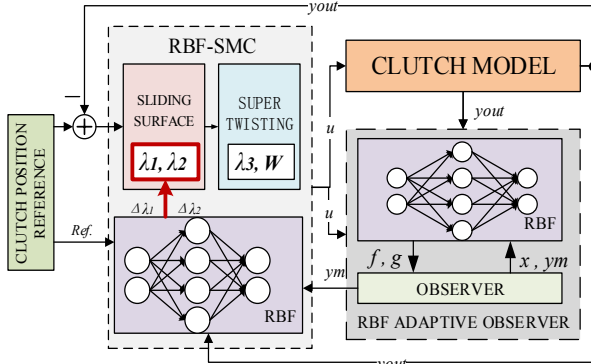 yout
RBF-SMC
SLIDING
SURFACE
λ1, λ2
SUPER
TWISTING
λ3, W
CLUTCH MODEL
CLUTCH POSITION
REFERENCE
u
yout
Δλ1 Δλ2
Ref.
RBF
u
RBF
f, g
x, ym
ym
OBSERVER
RBF ADAPTIVE OBSERVER
yout